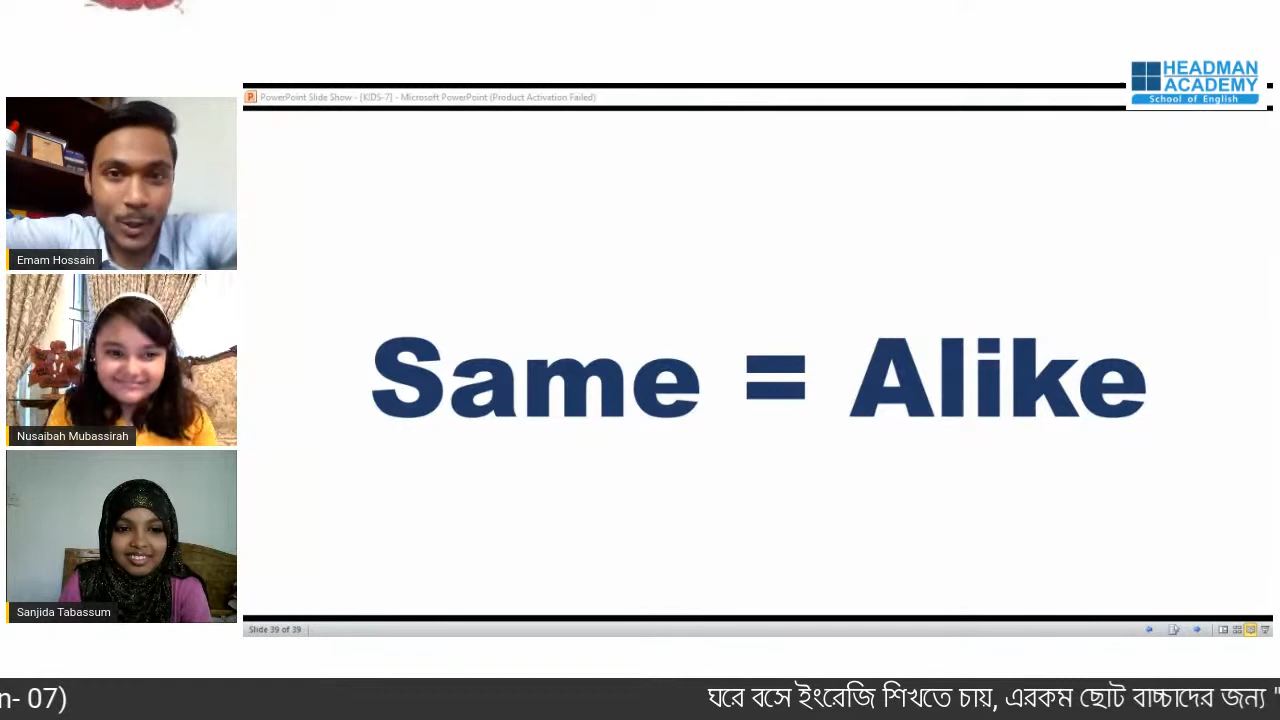 HEADMAN
ACADEMY
School of English
PowerPoint Slide Show - [KIDS-7] - Microsoft PowerPoint (Product Activation Failed)
Emam Hossain
Same = Alike
Nusaibah Mubassirah
Sanjida Tabassum
Slide 39 of 39
n- 07) ঘরে বসে ইংরেজি শিখতে চায়, এরকম ছোট বাচ্চাদের জন্য "